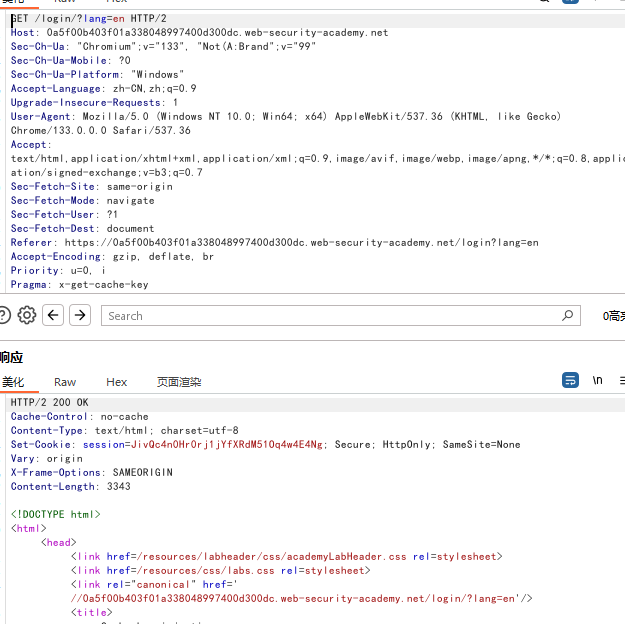 美化 Raw Hex
GET /login/?lang=en HTTP/2
Host: 0a5f00b403f01a338048997400d300dc.web-security-academy.net
Sec-Ch-Ua: "Chromium";v="133", "Not(A:Brand";v="99"
Sec-Ch-Ua-Mobile: ?0
Sec-Ch-Ua-Platform: "Windows"
Accept-Language: zh-CN,zh;q=0.9
Upgrade-Insecure-Requests: 1
User-Agent: Mozilla/5.0 (Windows NT 10.0; Win64; x64) AppleWebKit/537.36 (KHTML, like Gecko)
Chrome/133.0.0.0 Safari/537.36
Accept:
text/html,application/xhtml+xml,application/xml;q=0.9,image/avif,image/webp,image/apng,*/*;q=0.8,applic
ation/signed-exchange;v=b3;q=0.7
Sec-Fetch-Site: same-origin
Sec-Fetch-Mode: navigate
Sec-Fetch-User: ?1
Sec-Fetch-Dest: document
Referer: https://0a5f00b403f01a338048997400d300dc.web-security-academy.net/login?lang=en
Accept-Encoding: gzip, deflate, br
Priority: u=0, i
Pragma: x-get-cache-key
Search 0高亮
响应
美化 Raw Hex 页面渲染 \n
HTTP/2 200 OK
Cache-Control: no-cache
Content-Type: text/html; charset=utf-8
Set-Cookie: session=JivQc4nOHrOrj1jYfXRdM510q4w4E4Ng; Secure; HttpOnly; SameSite=None
Vary: origin
X-Frame-Options: SAMEORIGIN
Content-Length: 3343
<!DOCTYPE html>
<html>
<head>
<link href=/resources/labheader/css/academyLabHeader.css rel=stylesheet>
<link href=/resources/css/labs.css rel=stylesheet>
<link rel="canonical" href='
//0a5f00b403f01a338048997400d300dc.web-security-academy.net/login/?lang=en'/>
<title>